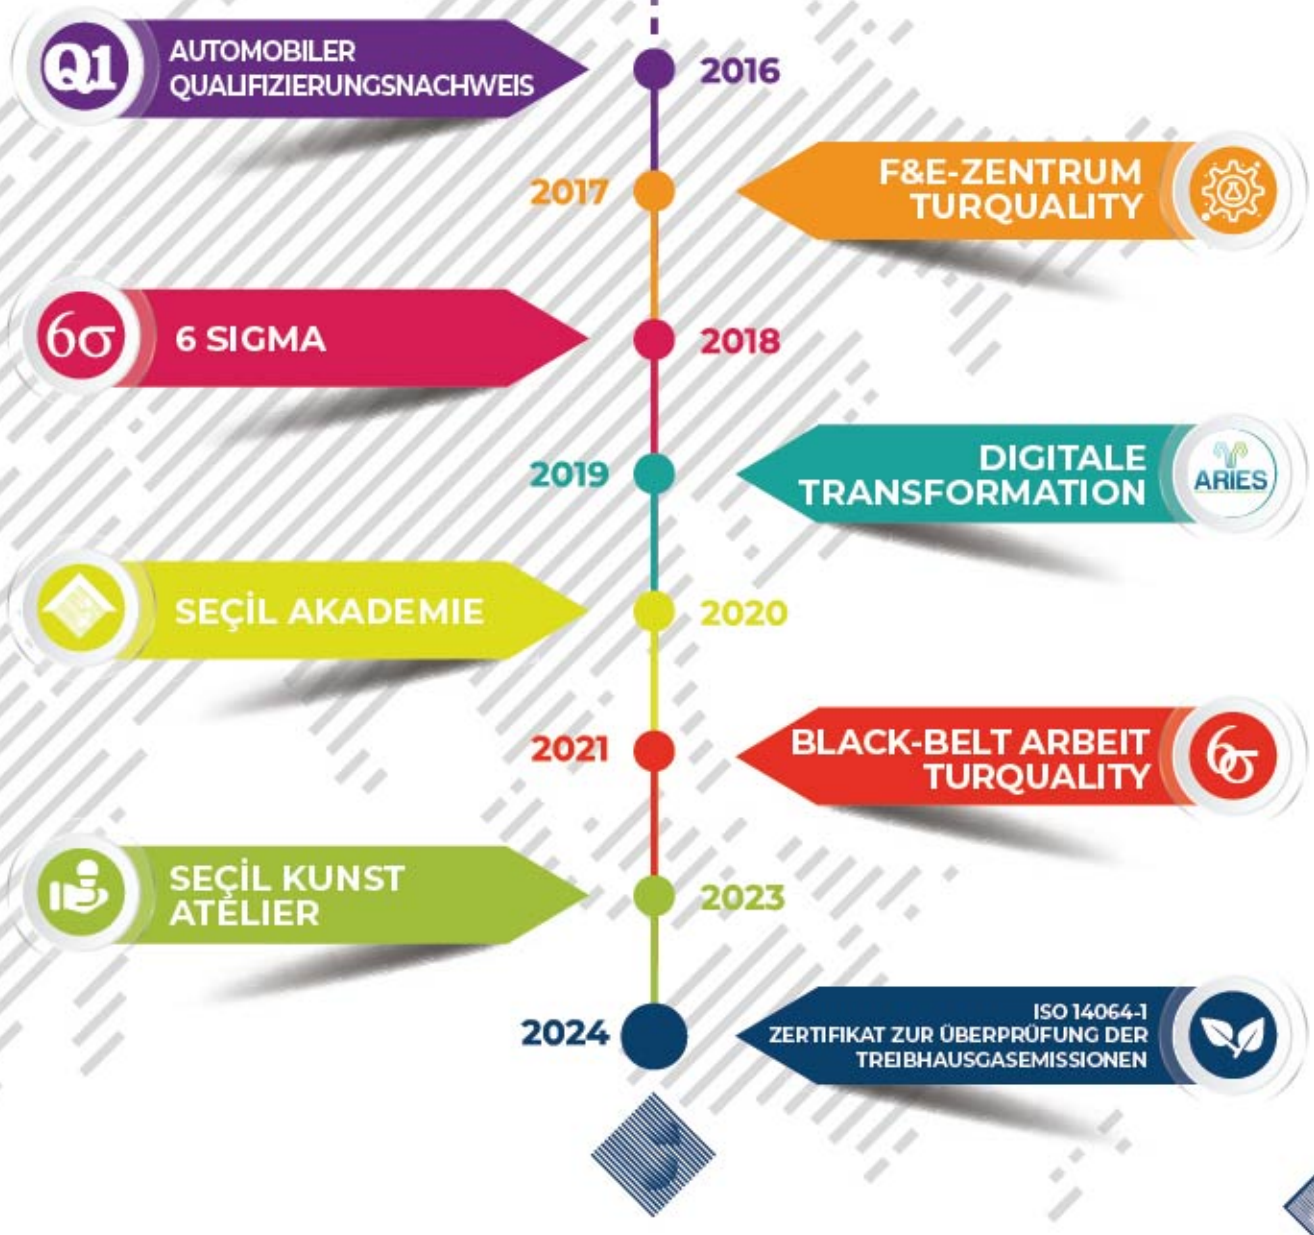 Q1
AUTOMOBILER
QUALIFIZIERUNGSNACHWEIS
2016
2017
F&E-ZENTRUM
TURQUALITY
6σ
6 SIGMA
2018
2019
DIGITALE
TRANSFORMATION
ARIES
SEÇİL AKADEMIE
2020
2021
BLACK-BELT ARBEIT
TURQUALITY
6σ
SEÇİL KUNST
ATELIER
2023
2024
ISO 14064-1
ZERTIFIKAT ZUR ÜBERPRÜFUNG DER
TREIBHAUSGASEMISSIONEN